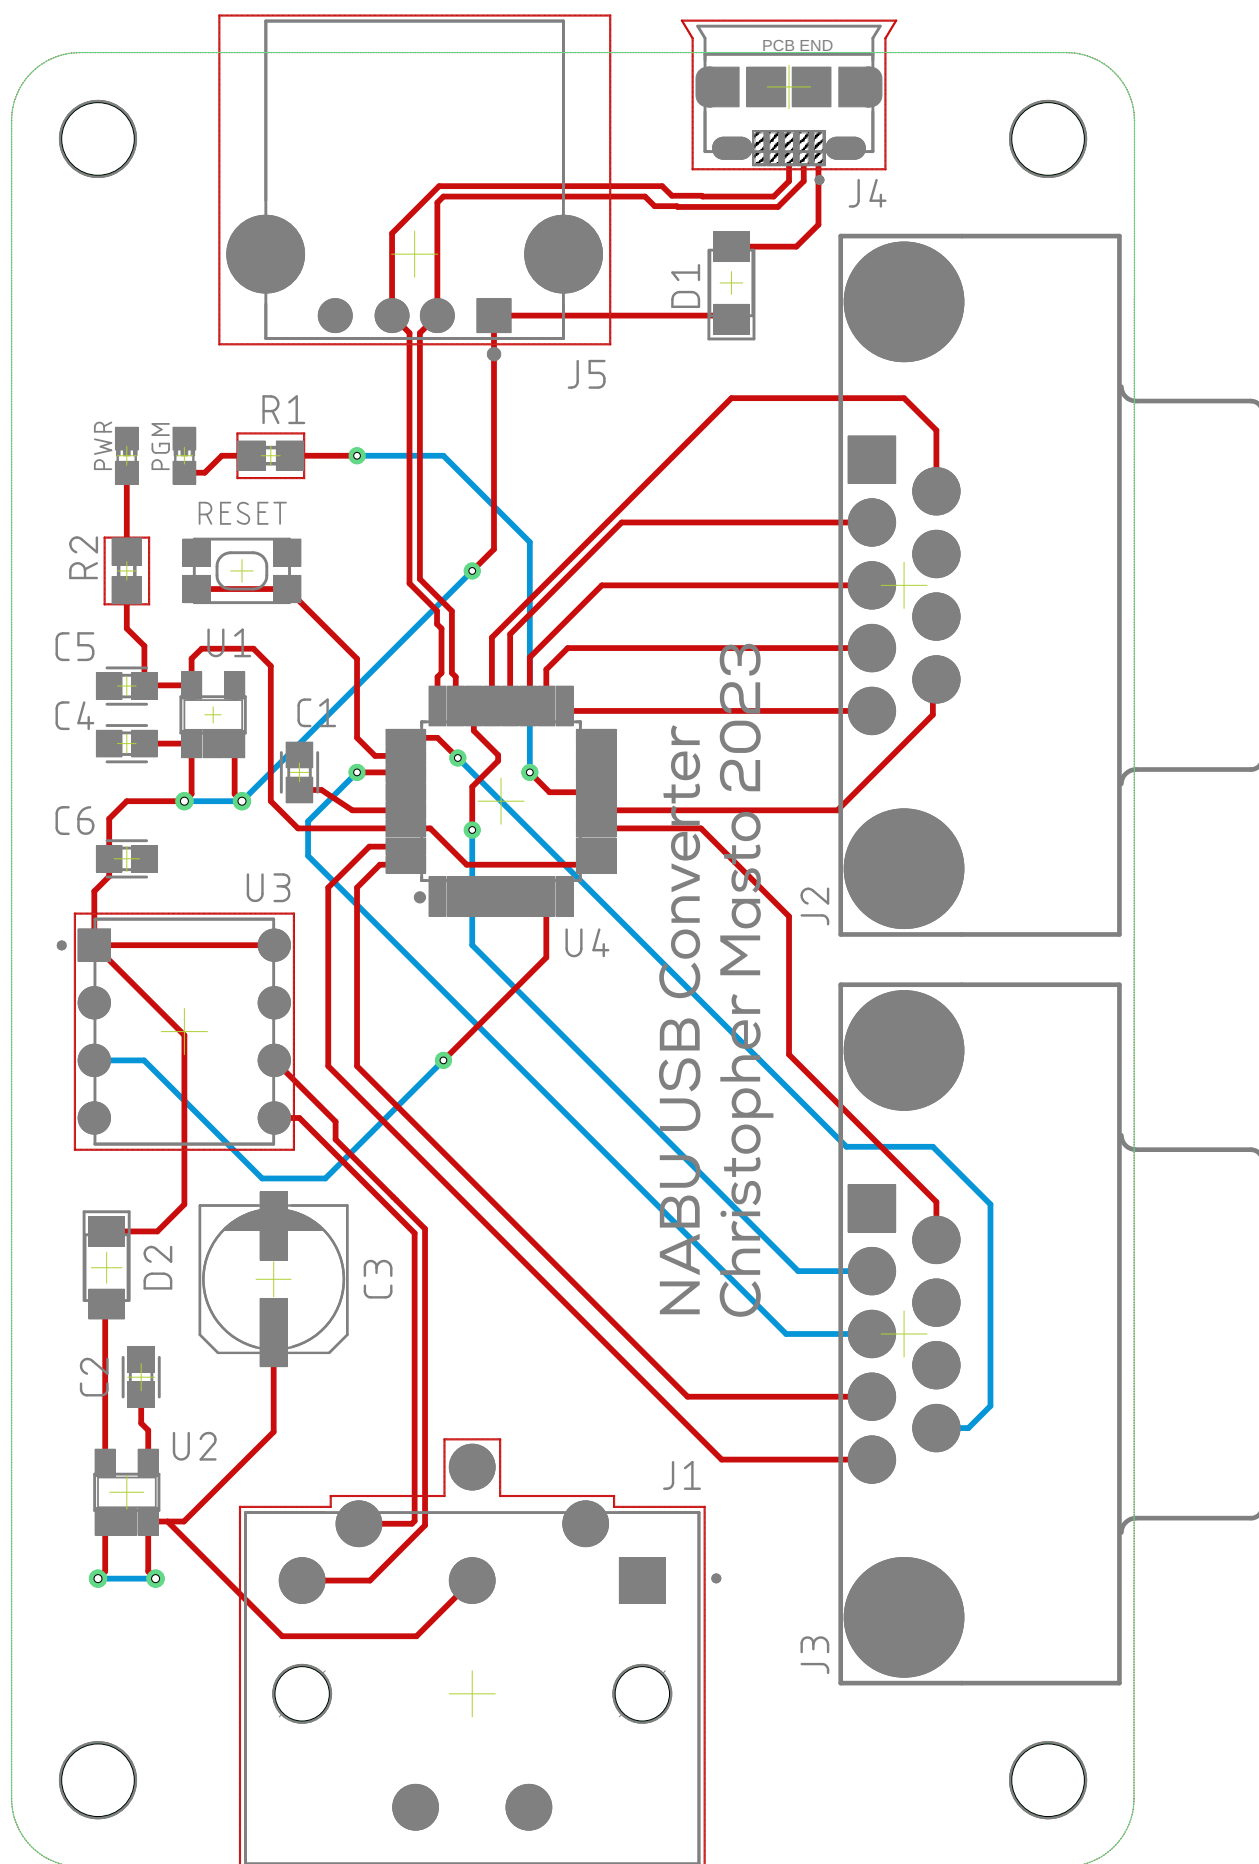 PCB END
J4
D1
J5
R1
PWR
PGM
RESET
R2
C5
U1
C4
C1
C6
U3
U4
J2
NABU USB Converter
Christopher Masto 2023
D2
C3
C2
U2
J1
J3